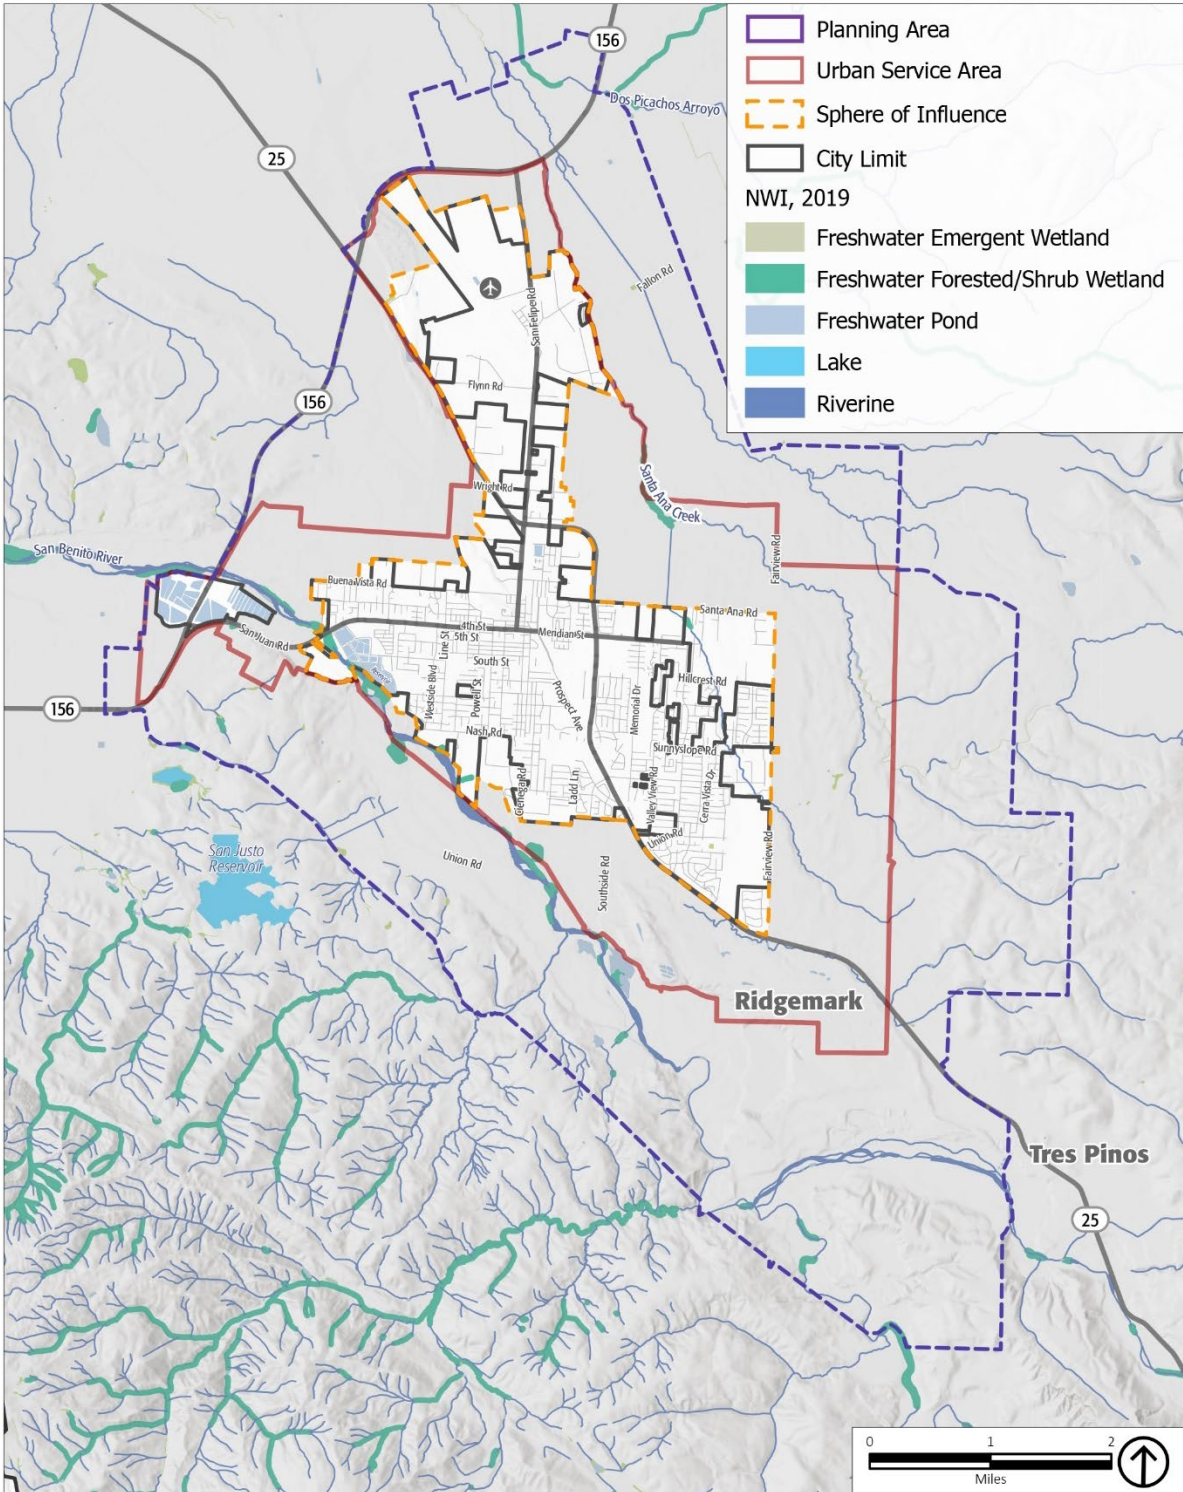 Planning Area
Urban Service Area
Sphere of Influence
City Limit
NWI, 2019
Freshwater Emergent Wetland
Freshwater Forested/Shrub Wetland
Freshwater Pond
Lake
Riverine
156
Dos Picachos Arroyo
25
Fallon Rd
San Felipe Rd
Flynn Rd
156
Wright Rd
Santa Ana Creek
Fairview Rd
San Benito River
Buena Vista Rd
Santa Ana Rd
San Juan Rd
4th St
5th St
Meridian St
Line St
South St
Westside Blvd
Powell St
Prospect Ave
Memorial Dr
Hillcrest Rd
156
Nash Rd
Sunnyslope Rd
Cienega Rd
Ladd Ln
Valley View Rd
Cerra Vista Dr
Union Rd
Fairview Rd
San Justo
Reservoir
Union Rd
Southside Rd
Ridgemark
Tres Pinos
25
0 1 2
Miles